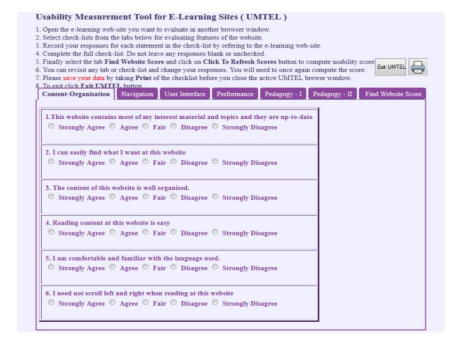 Usability Measurement Tool for E-Learning Sites ( UMTEL )
1. Open the e-learning web-site you want to evaluate in another browser window.
2. Select check-lists from the tabs below for evaluating features of the website.
3. Record your responses for each statement in the check-list by refering to the e-learning web-site.
4. Complete the full check-list. Do not leave any responses blank or unchecked.
5. Finally select the tab Find Website Score and click on Click To Refresh Scores button to compute usability score
6. You can revisit any tab or check-list and change your responses. You will need to once again compute the score.
7. Please save your data by taking Print of the checklist before you close the active UMTEL brower window.
8. To exit click Exit UMTEL button
Exit UMTEL
Content-Organisation Navigation User Interface Performance Pedagogy - I Pedagogy - II Find Website Score
1.This website contains most of my interest material and topics and they are up-to-date
Strongly Agree Agree Fair Disagree Strongly Disagree
2. I can easily find what I want at this website
Strongly Agree Agree Fair Disagree Strongly Disagree
3. The content of this website is well organised.
Strongly Agree Agree Fair Disagree Strongly Disagree
4. Reading content at this website is easy
Strongly Agree Agree Fair Disagree Strongly Disagree
5. I am comfortable and familiar with the language used.
Strongly Agree Agree Fair Disagree Strongly Disagree
6. I need not scroll left and right when reading at this website
Strongly Agree Agree Fair Disagree Strongly Disagree